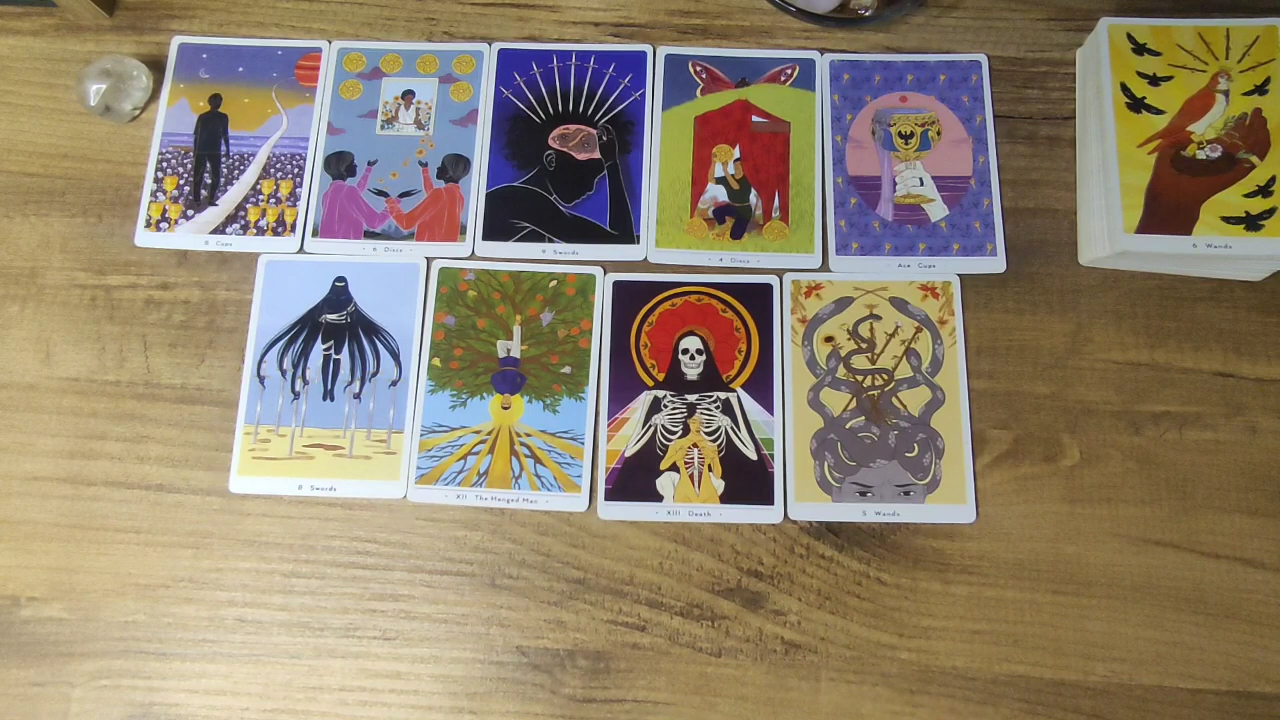 8 Cups
6 Discs
9 Swords
4 Discs
Ace Cups
6 Wands
8 Swords
XII The Hanged Man
XIII Death
5 Wands